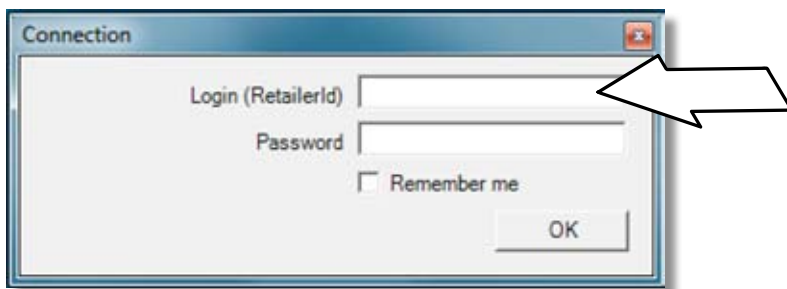 Connection
Login (RetailerId)
Password
Remember me
OK